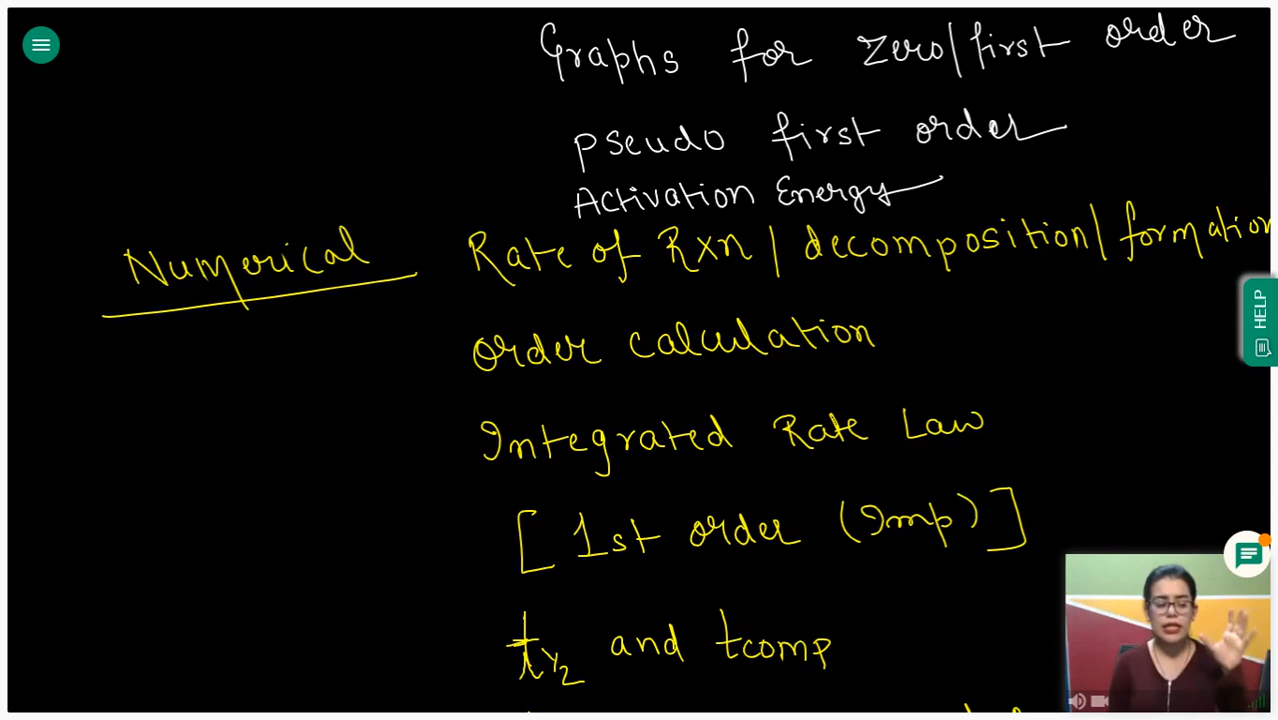 Graphs for Zero/first order
pseudo first order
Activation Energy
Numerical Rate of Rxn / decomposition / formation
order calculation
Integrated Rate Law
[ 1st order (Imp) ]
t1/2 and tcomp
HELP